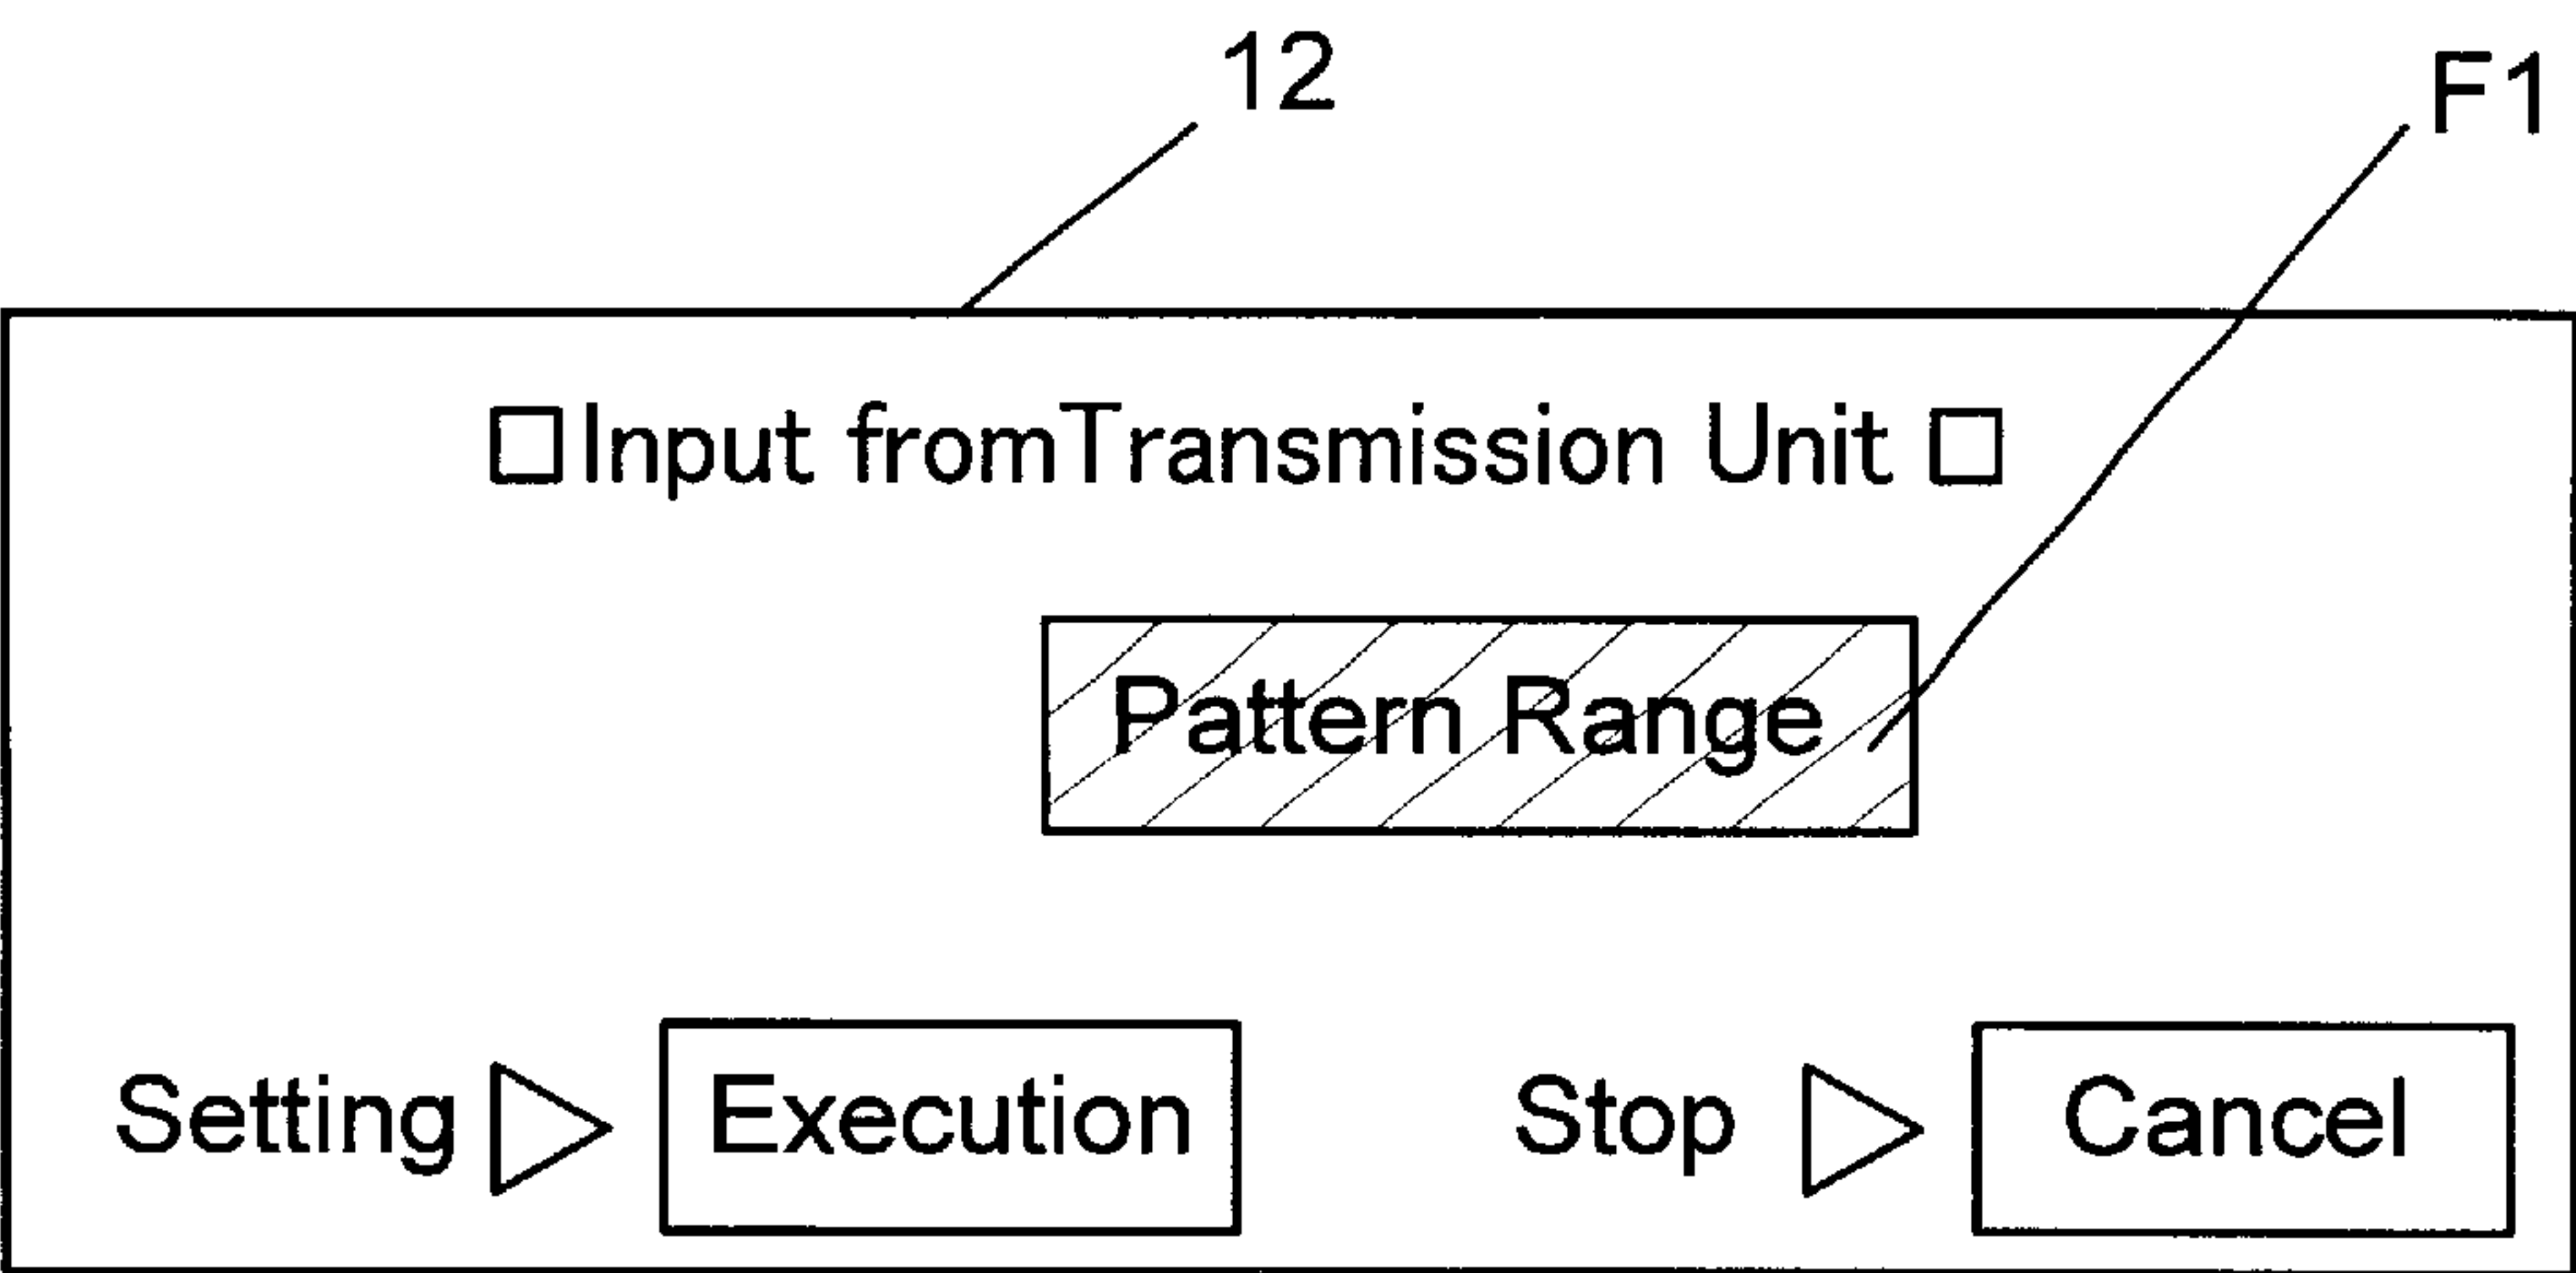 12
F1
□Input fromTransmission Unit □
Pattern Range
Setting ▷ Execution Stop ▷ Cancel